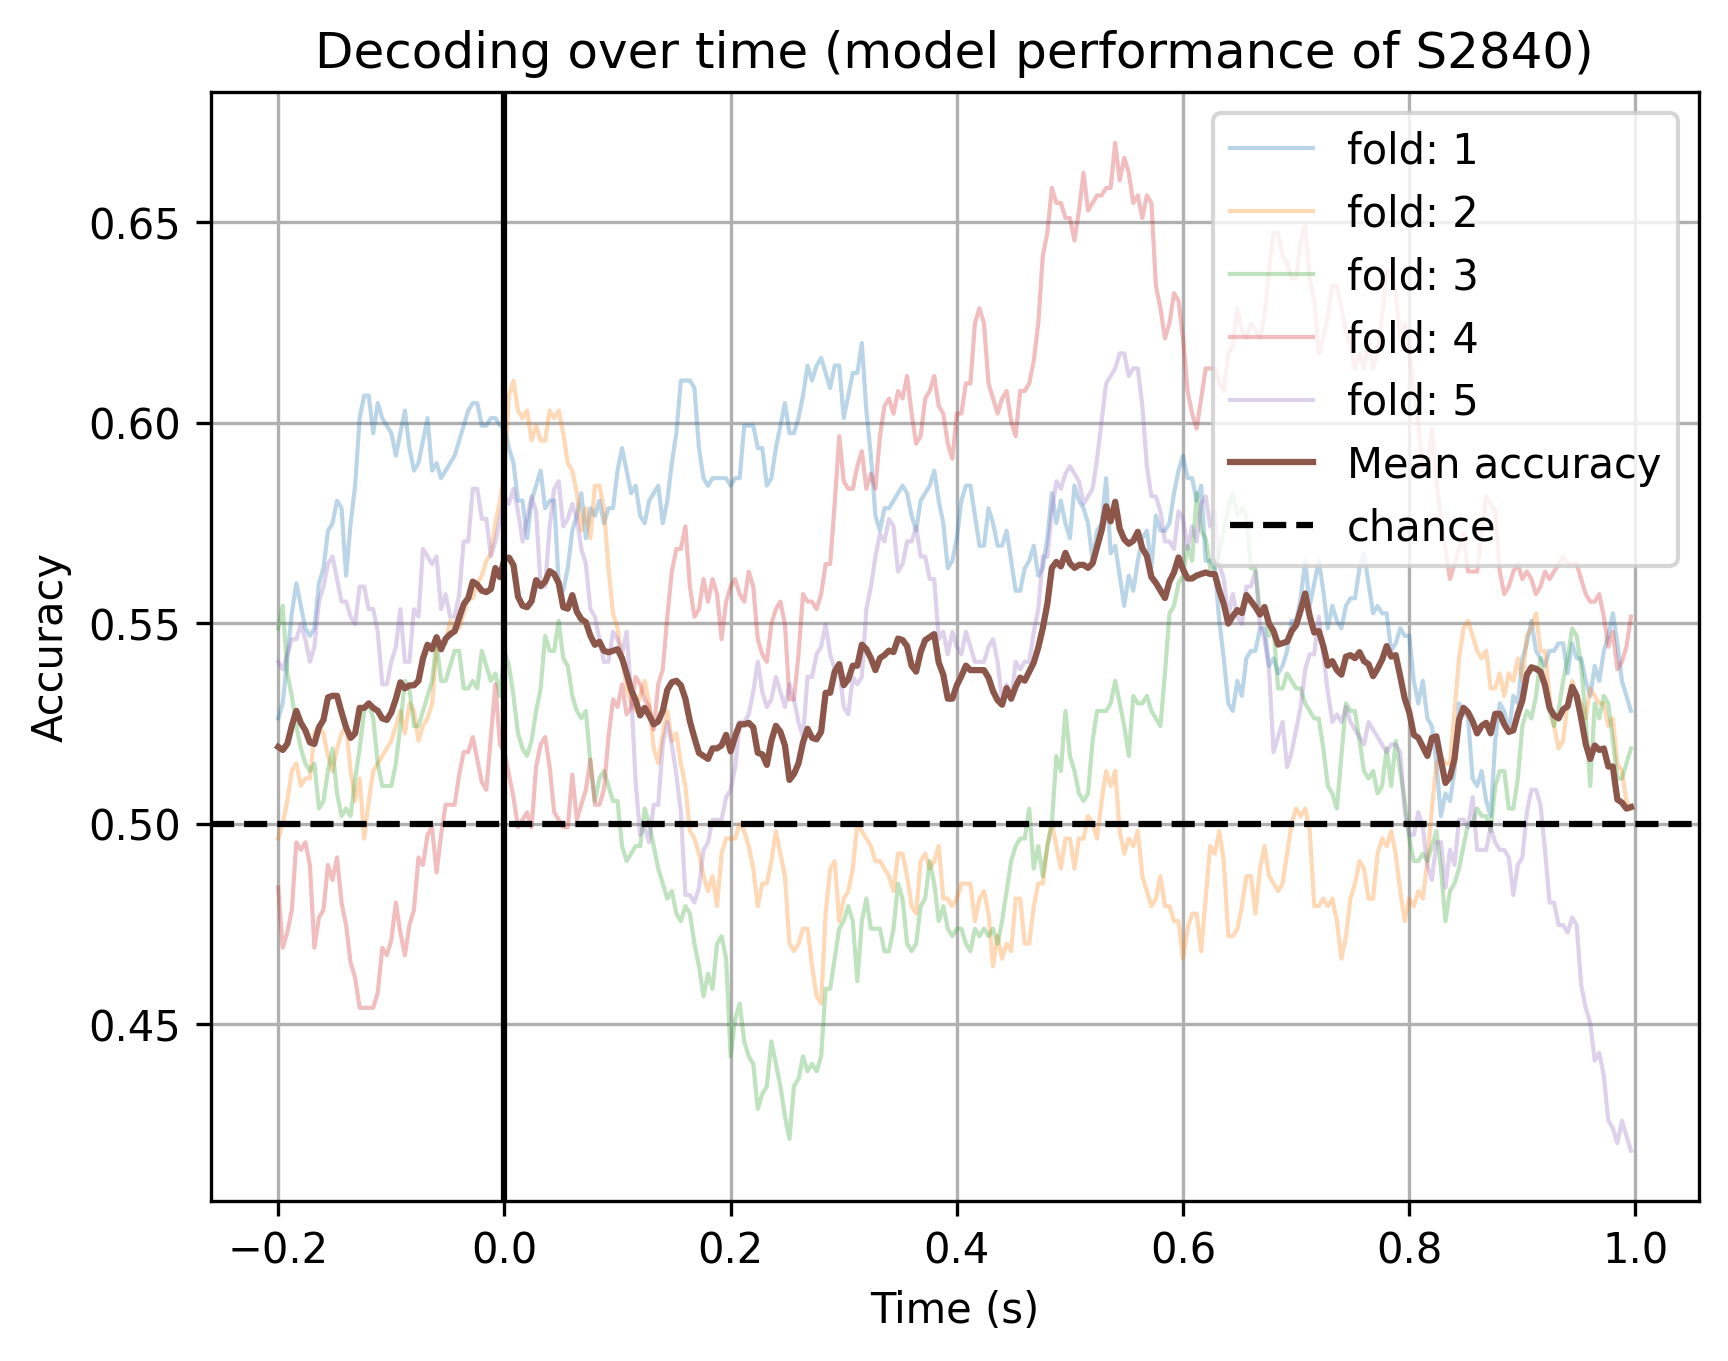 Decoding over time (model performance of S2840)
fold: 1
fold: 2
fold: 3
fold: 4
fold: 5
Mean accuracy
chance
Accuracy
0.65
0.60
0.55
0.50
0.45
−0.2 0.0 0.2 0.4 0.6 0.8 1.0
Time (s)